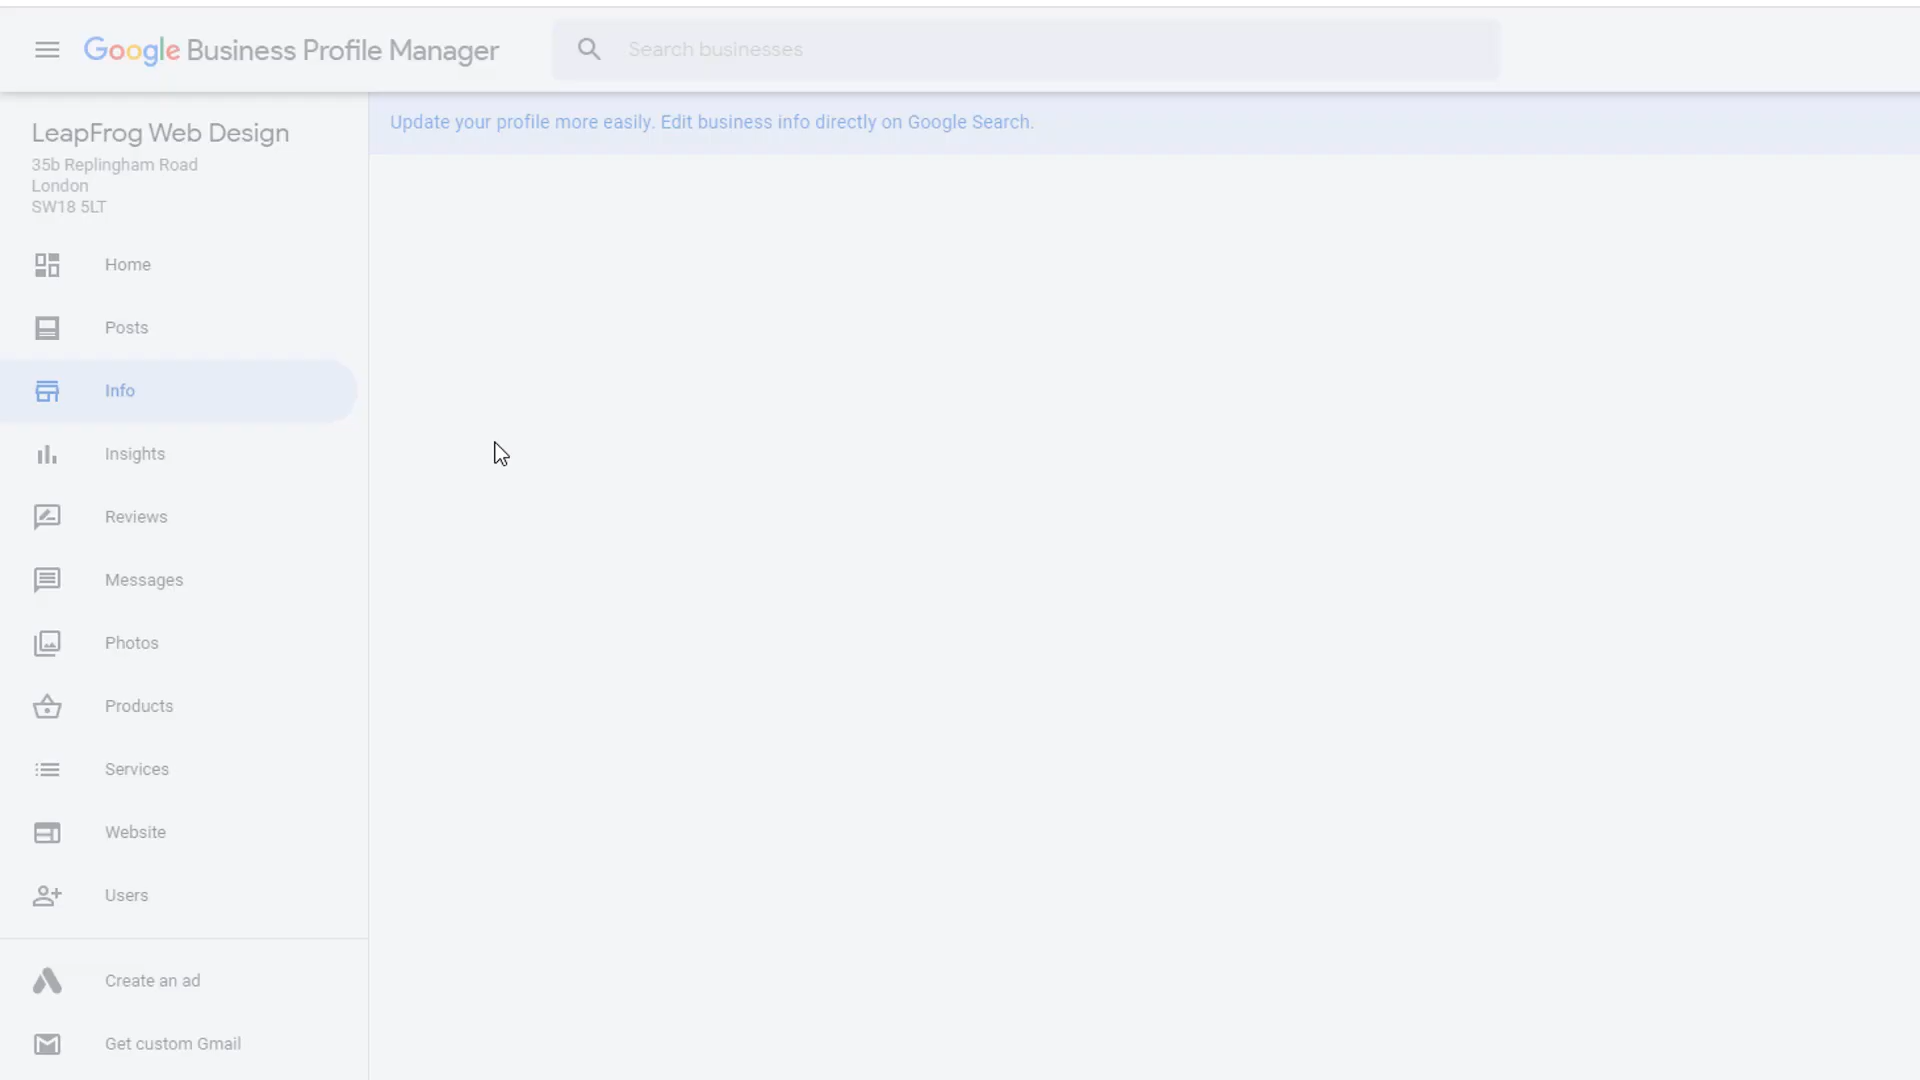 Google Business Profile Manager
Search businesses
LeapFrog Web Design
35b Replingham Road
London
SW18 5LT
Update your profile more easily. Edit business info directly on Google Search.
Home
Posts
Info
Insights
Reviews
Messages
Photos
Products
Services
Website
Users
Create an ad
Get custom Gmail